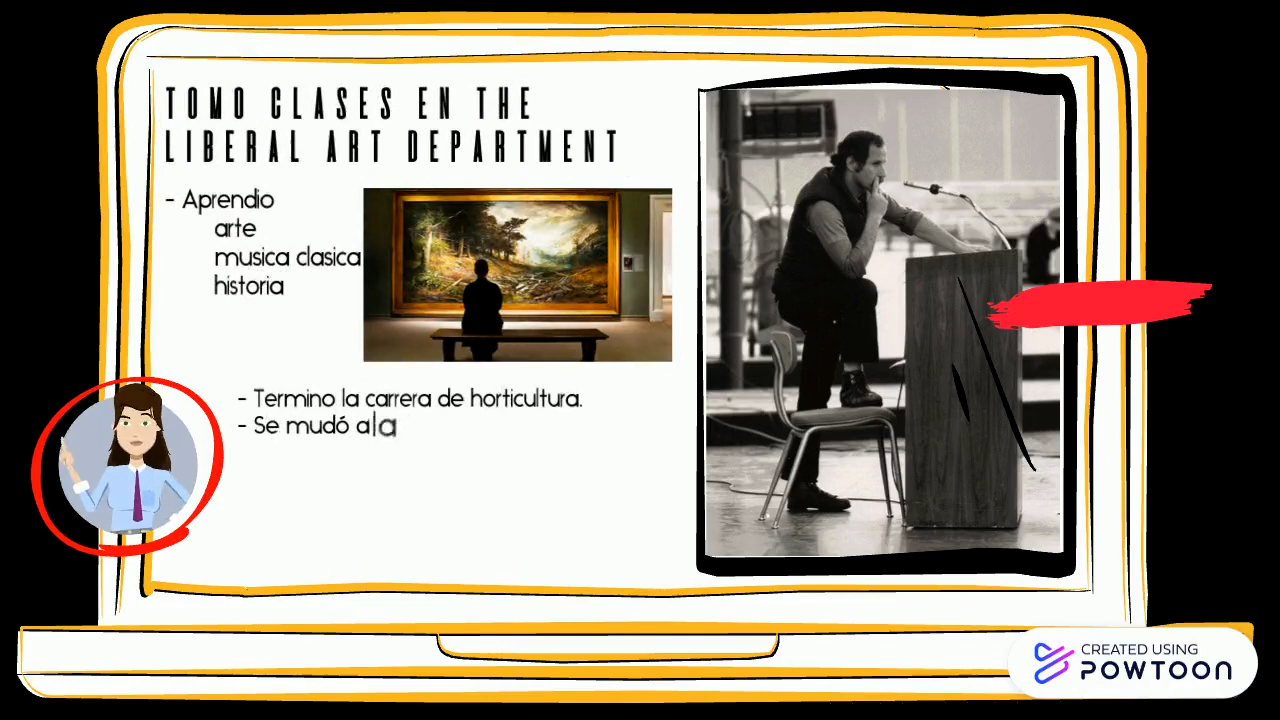 TOMO CLASES EN THE
LIBERAL ART DEPARTMENT
- Aprendio
arte
musica clasica
historia
- Termino la carrera de horticultura.
- Se mudó a la
CREATED USING
POWTOON